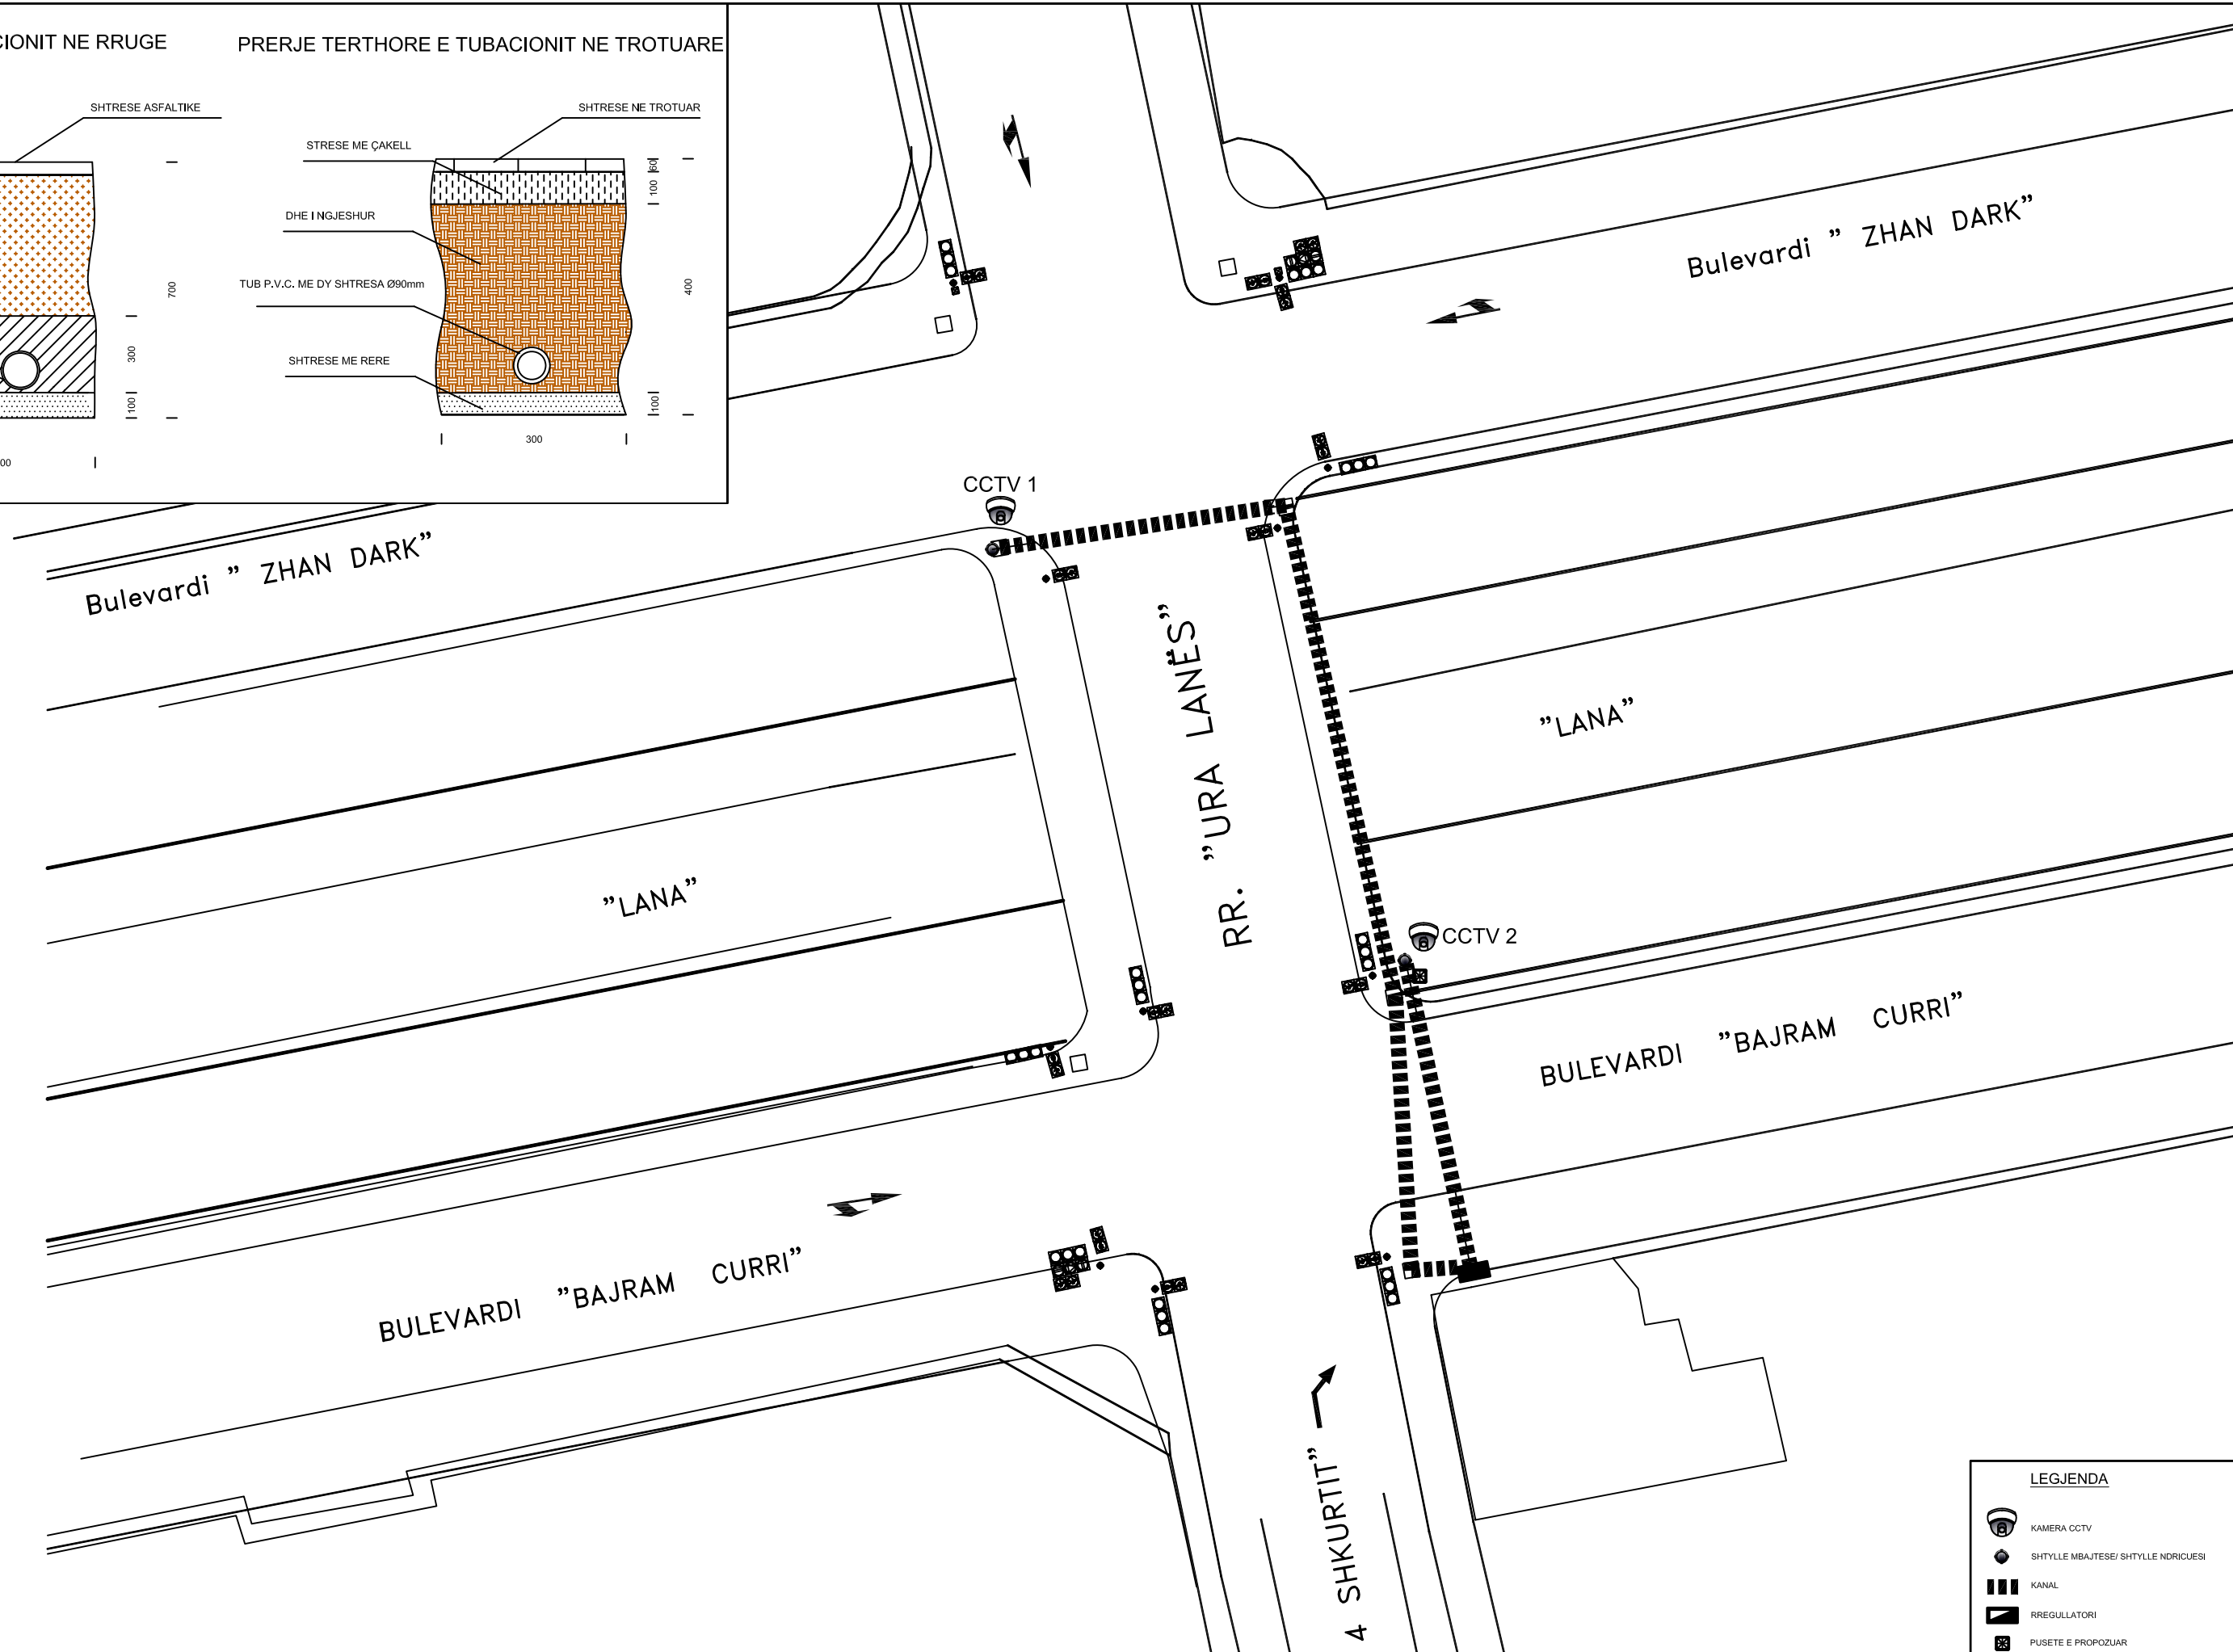 CIONIT NE RRUGE
PRERJE TERTHORE E TUBACIONIT NE TROTUARE
SHTRESE ASFALTIKE
SHTRESE NE TROTUAR
STRESE ME ÇAKELL
DHE I NGJESHUR
TUB P.V.C. ME DY SHTRESA Ø90mm
SHTRESE ME RERE
700
300
100
00
60
100
400
100
300
Bulevardi ” ZHAN DARK”
CCTV 1
Bulevardi ” ZHAN DARK”
RR. ”URA LANËS”
”LANA”
”LANA”
CCTV 2
BULEVARDI ”BAJRAM CURRI”
BULEVARDI ”BAJRAM CURRI”
4 SHKURTIT”
LEGJENDA
KAMERA CCTV
SHTYLLE MBAJTESE/ SHTYLLE NDRICUESI
KANAL
RREGULLATORI
PUSETE E PROPOZUAR